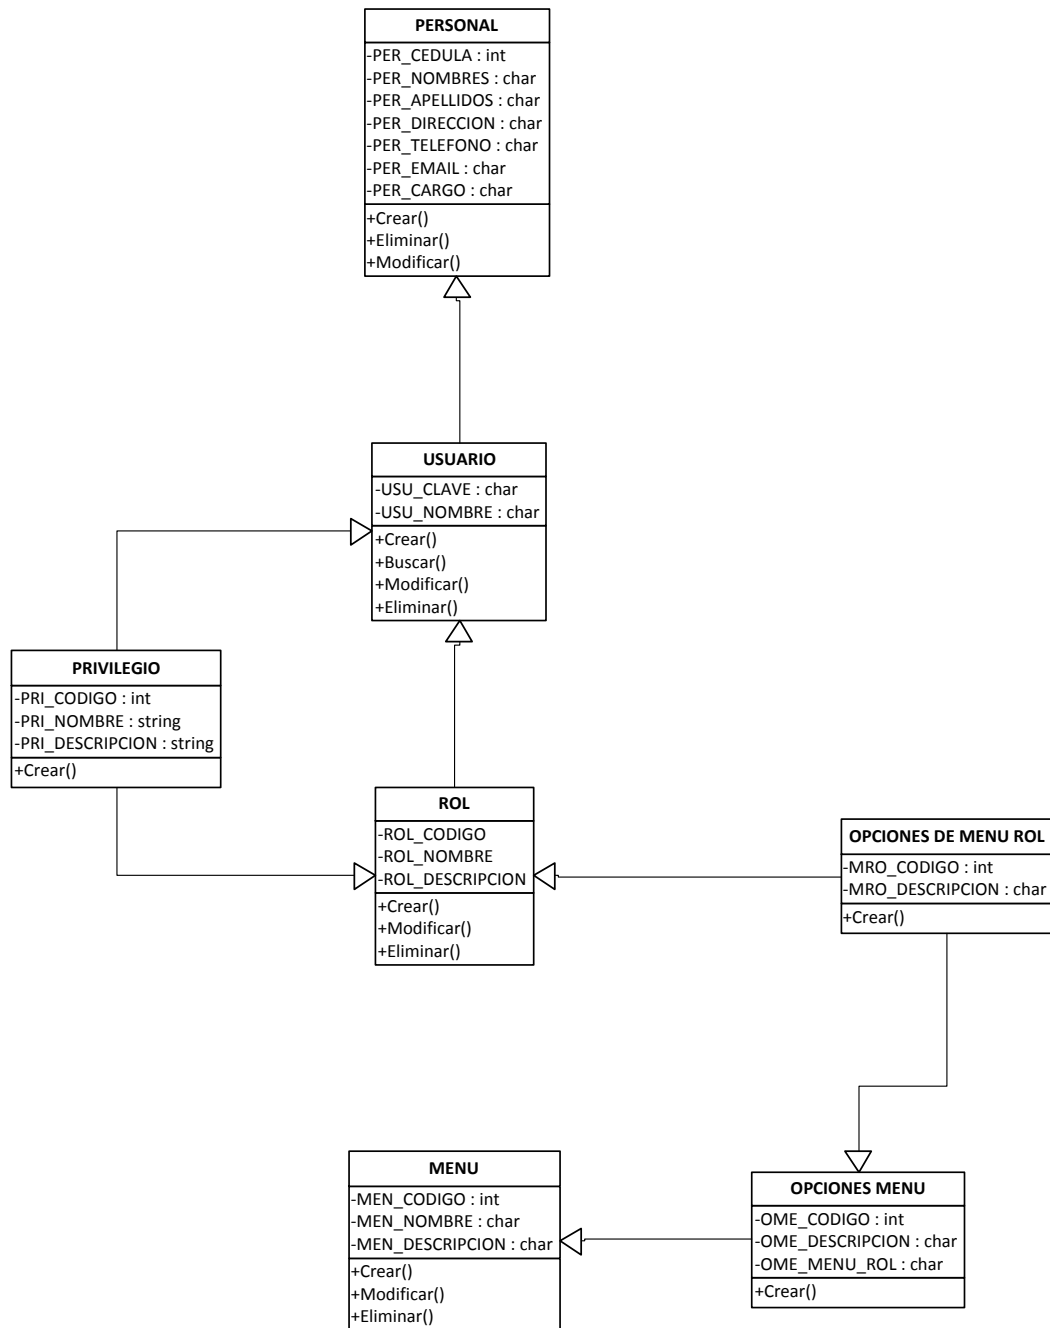 PERSONAL
-PER_CEDULA : int
-PER_NOMBRES : char
-PER_APELLIDOS : char
-PER_DIRECCION : char
-PER_TELEFONO : char
-PER_EMAIL : char
-PER_CARGO : char
+Crear()
+Eliminar()
+Modificar()
USUARIO
-USU_CLAVE : char
-USU_NOMBRE : char
+Crear()
+Buscar()
+Modificar()
+Eliminar()
PRIVILEGIO
-PRI_CODIGO : int
-PRI_NOMBRE : string
-PRI_DESCRIPCION : string
+Crear()
ROL
-ROL_CODIGO
-ROL_NOMBRE
-ROL_DESCRIPCION
+Crear()
+Modificar()
+Eliminar()
OPCIONES DE MENU ROL
-MRO_CODIGO : int
-MRO_DESCRIPCION : char
+Crear()
MENU
-MEN_CODIGO : int
-MEN_NOMBRE : char
-MEN_DESCRIPCION : char
+Crear()
+Modificar()
+Eliminar()
OPCIONES MENU
-OME_CODIGO : int
-OME_DESCRIPCION : char
-OME_MENU_ROL : char
+Crear()